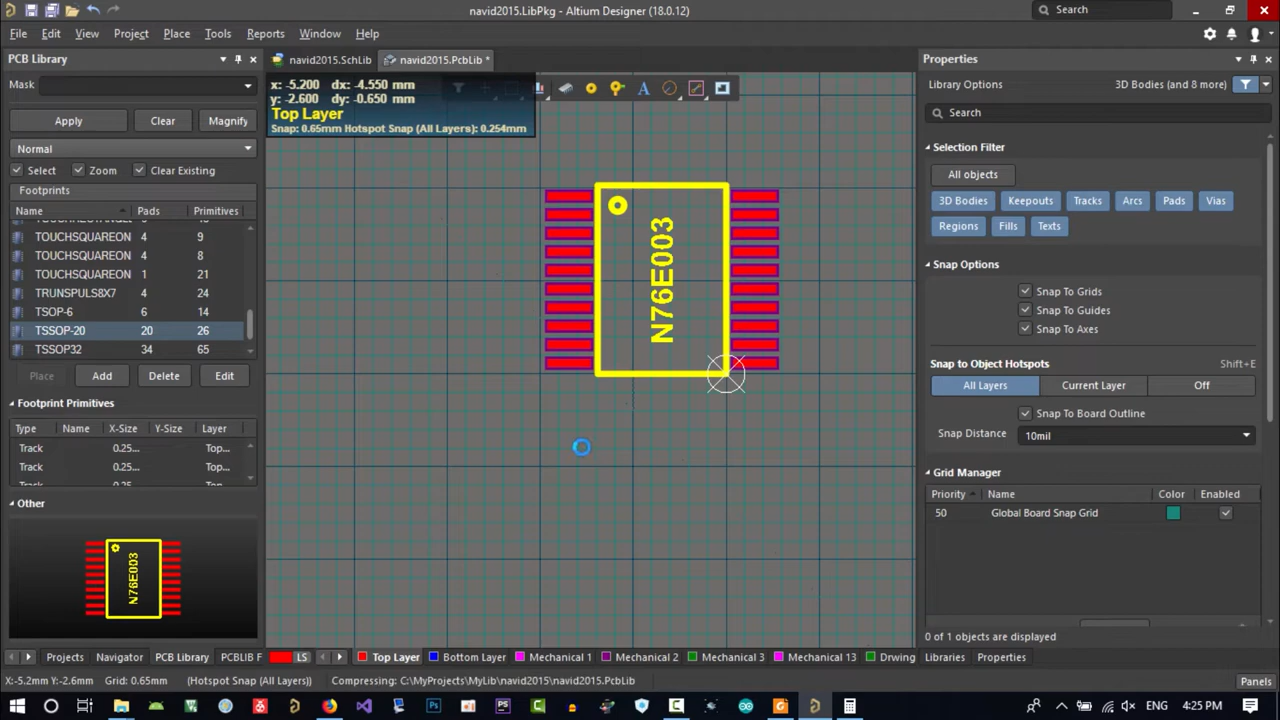 navid2015.LibPkg - Altium Designer (18.0.12)
Search
File Edit View Project Place Tools Reports Window Help
PCB Library
navid2015.SchLib
navid2015.PcbLib *
Properties
Mask
x: -5.200 dx: -4.550 mm
y: -2.600 dy: -0.650 mm
Top Layer
Snap: 0.65mm Hotspot Snap (All Layers): 0.254mm
Library Options
3D Bodies (and 8 more)
Search
Apply Clear Magnify
Normal
Select Zoom Clear Existing
Footprints
Name Pads Primitives
TOUCHSQUAREON 4 9
TOUCHSQUAREON 4 8
TOUCHSQUAREON 1 21
TRUNSPULS8X7 4 24
TSOP-6 6 14
TSSOP-20 20 26
TSSOP32 34 65
Place Add Delete Edit
Footprint Primitives
Type Name X-Size Y-Size Layer
Track 0.25... Top...
Track 0.25... Top...
Other
N76E003
N76E003
Selection Filter
All objects
3D Bodies Keepouts Tracks Arcs Pads Vias
Regions Fills Texts
Snap Options
Snap To Grids
Snap To Guides
Snap To Axes
Snap to Object Hotspots
Shift+E
All Layers Current Layer Off
Snap To Board Outline
Snap Distance 10mil
Grid Manager
Priority Name Color Enabled
50 Global Board Snap Grid
0 of 1 objects are displayed
Projects Navigator PCB Library PCBLIB F
LS
Top Layer Bottom Layer Mechanical 1 Mechanical 2 Mechanical 3 Mechanical 13 Drwing
Libraries Properties
X:-5.2mm Y:-2.6mm Grid: 0.65mm (Hotspot Snap (All Layers)) Compressing: C:\MyProjects\MyLib\navid2015\navid2015.PcbLib
Panels
ENG 4:25 PM